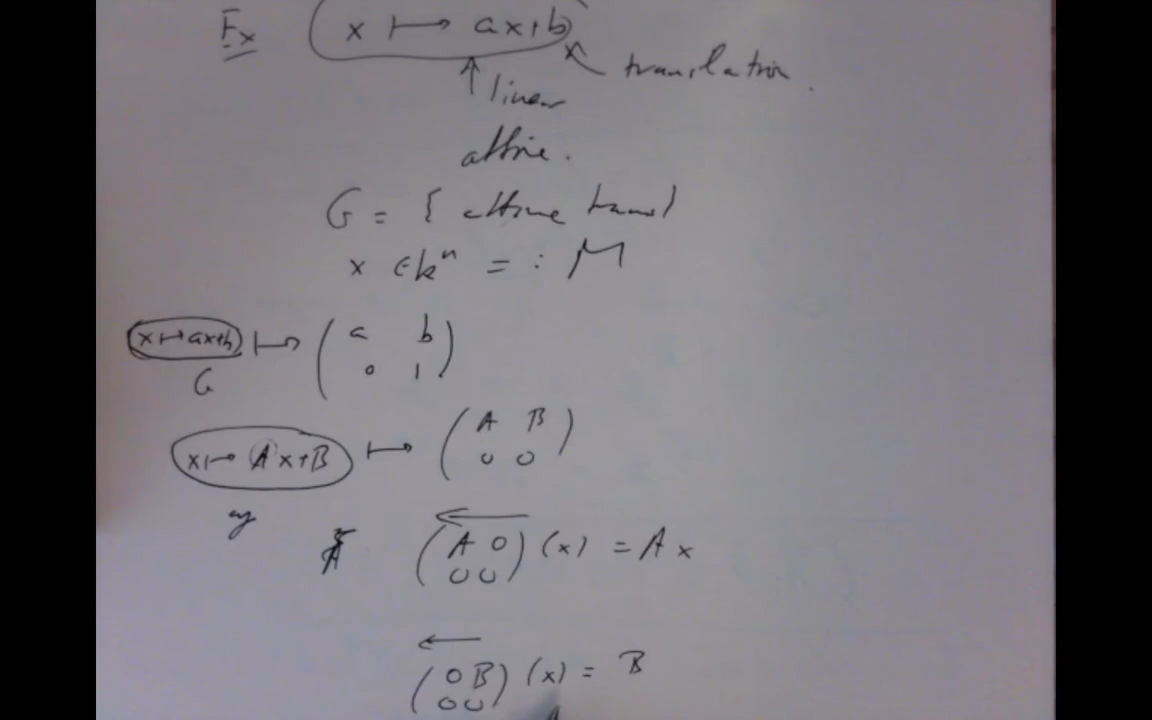 Ex x ↦ ax+b
↖ translation.
↑ linear
affine.
G = { affine transf
x ∈ k^n = : M
x ↦ ax+b ↦ ( a b
0 1 )
G
x ↦ Ax+B ↦ ( A B
0 0 )
( A 0
0 0 ) (x) = A x
( 0 B
0 0 ) (x) = B